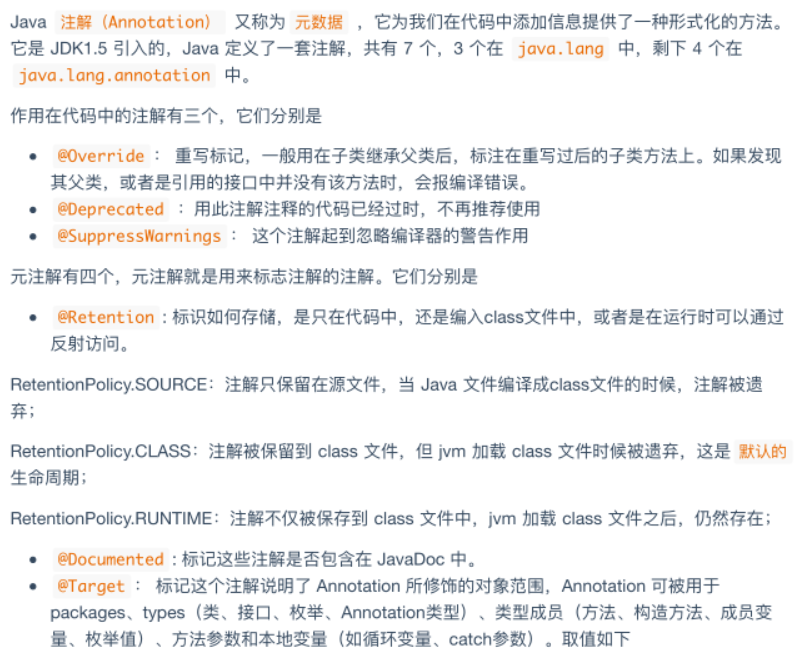 Java 注解（Annotation） 又称为 元数据 ，它为我们在代码中添加信息提供了一种形式化的方法。
它是 JDK1.5 引入的，Java 定义了一套注解，共有 7 个，3 个在 java.lang 中，剩下 4 个在
java.lang.annotation 中。
作用在代码中的注解有三个，它们分别是
• @Override ： 重写标记，一般用在子类继承父类后，标注在重写过后的子类方法上。如果发现
其父类，或者是引用的接口中并没有该方法时，会报编译错误。
• @Deprecated ：用此注解注释的代码已经过时，不再推荐使用
• @SuppressWarnings ： 这个注解起到忽略编译器的警告作用
元注解有四个，元注解就是用来标志注解的注解。它们分别是
• @Retention : 标识如何存储，是只在代码中，还是编入class文件中，或者是在运行时可以通过
反射访问。
RetentionPolicy.SOURCE：注解只保留在源文件，当 Java 文件编译成class文件的时候，注解被遗
弃；
RetentionPolicy.CLASS：注解被保留到 class 文件，但 jvm 加载 class 文件时候被遗弃，这是 默认的
生命周期；
RetentionPolicy.RUNTIME：注解不仅被保存到 class 文件中，jvm 加载 class 文件之后，仍然存在；
• @Documented : 标记这些注解是否包含在 JavaDoc 中。
• @Target ： 标记这个注解说明了 Annotation 所修饰的对象范围，Annotation 可被用于
packages、types（类、接口、枚举、Annotation类型）、类型成员（方法、构造方法、成员变
量、枚举值）、方法参数和本地变量（如循环变量、catch参数）。取值如下